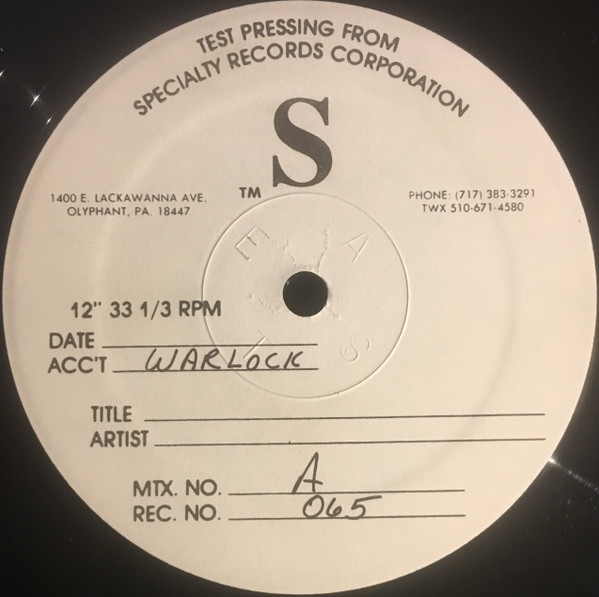 TEST PRESSING FROM
SPECIALTY RECORDS CORPORATION
S
TM
1400 E. LACKAWANNA AVE.
OLYPHANT, PA. 18447
PHONE: (717) 383-3291
TWX 510-671-4580
EAST
12" 33 1/3 RPM
DATE
ACC'T WARLOCK
TITLE
ARTIST
MTX. NO. A
REC. NO. 065